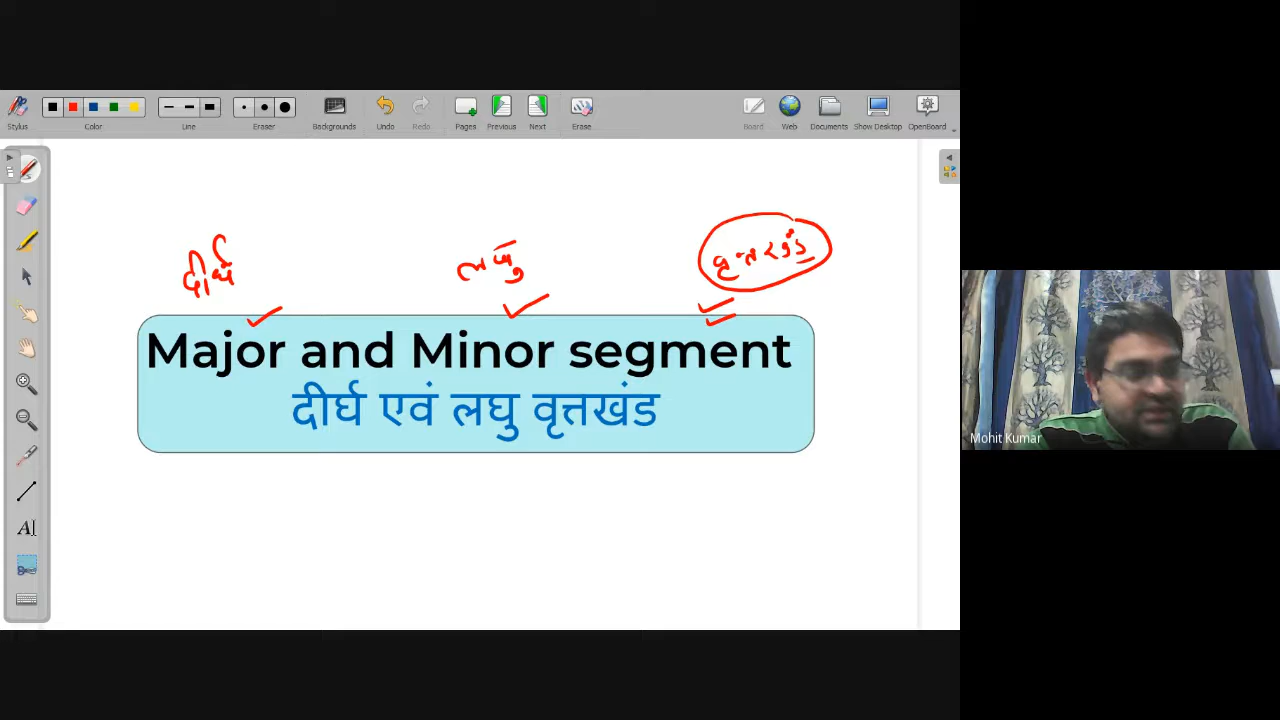 Stylus Color Line Eraser Backgrounds Undo Redo Pages Previous Next Erase Board Web Documents Show Desktop OpenBoard
दीर्घ लघु वृत्तखंड
Major and Minor segment
दीर्घ एवं लघु वृत्तखंड
Mohit Kumar